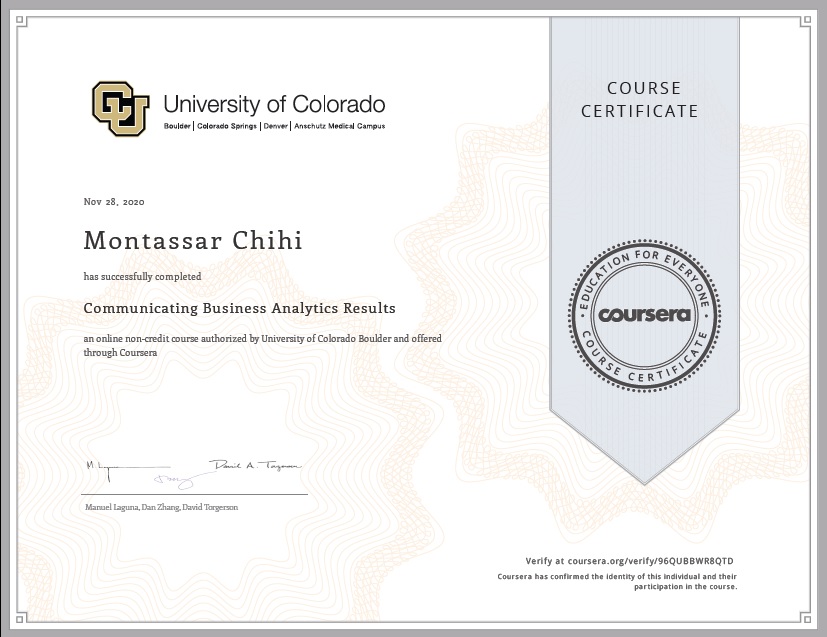 University of Colorado
Boulder | Colorado Springs | Denver | Anschutz Medical Campus
COURSE
CERTIFICATE
Nov 28, 2020
Montassar Chihi
has successfully completed
Communicating Business Analytics Results
an online non-credit course authorized by University of Colorado Boulder and offered
through Coursera
EDUCATION FOR EVERYONE
coursera
COURSE CERTIFICATE
David A. Torgerson
Manuel Laguna, Dan Zhang, David Torgerson
Verify at coursera.org/verify/96QUBBWR8QTD
Coursera has confirmed the identity of this individual and their
participation in the course.